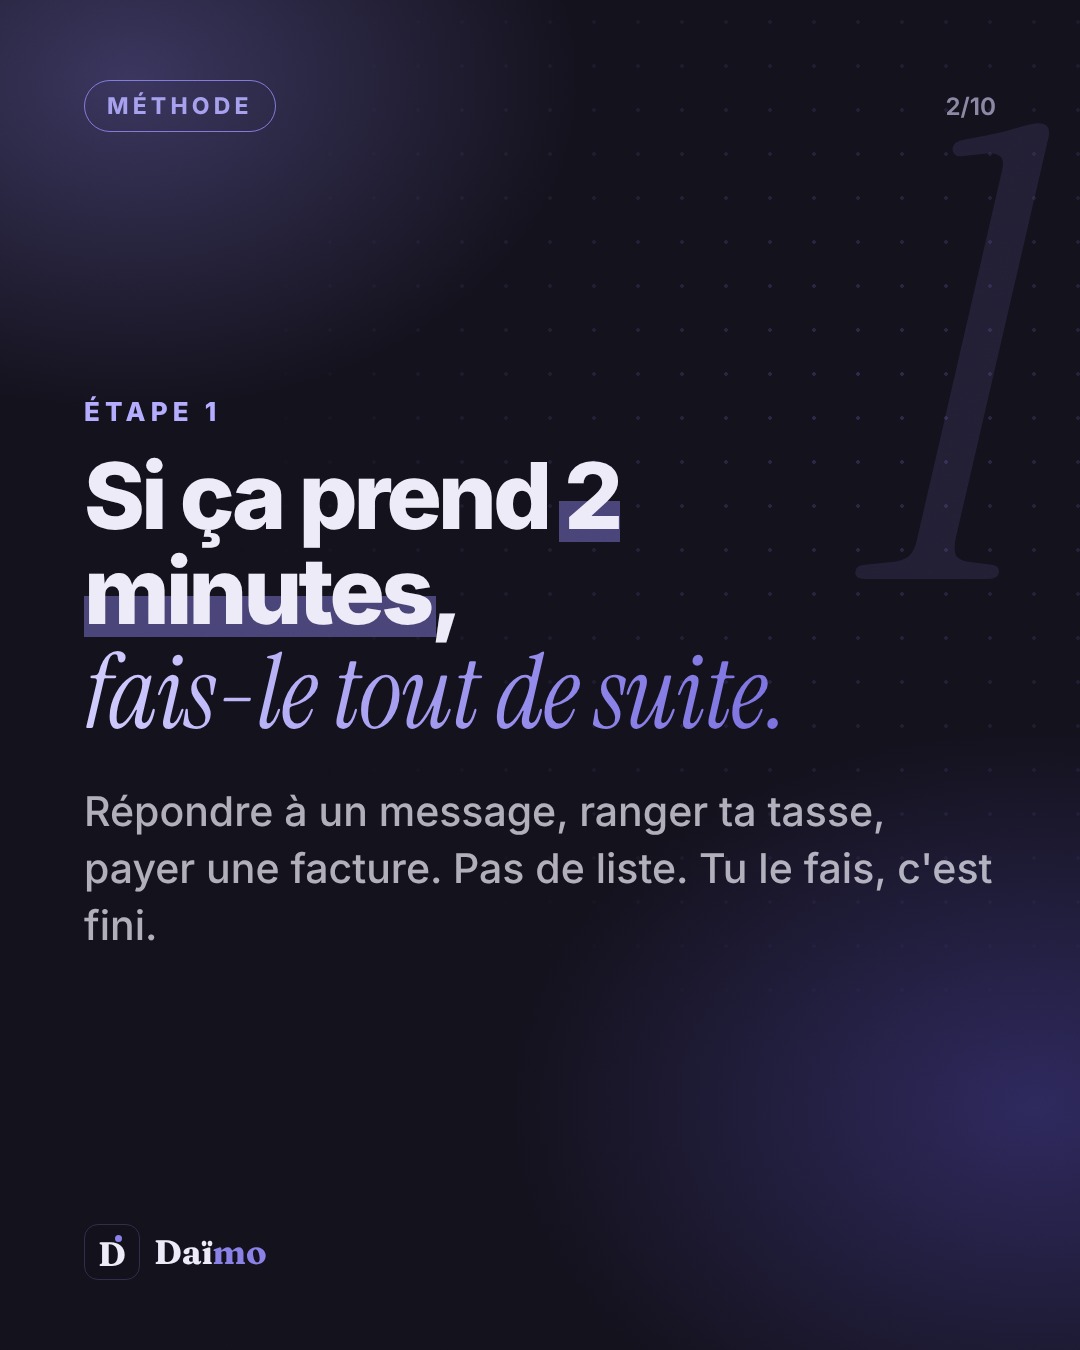 MÉTHODE
2/10
1
ÉTAPE 1
Si ça prend 2
minutes,
fais-le tout de suite.
Répondre à un message, ranger ta tasse,
payer une facture. Pas de liste. Tu le fais, c'est
fini.
D Daïmo